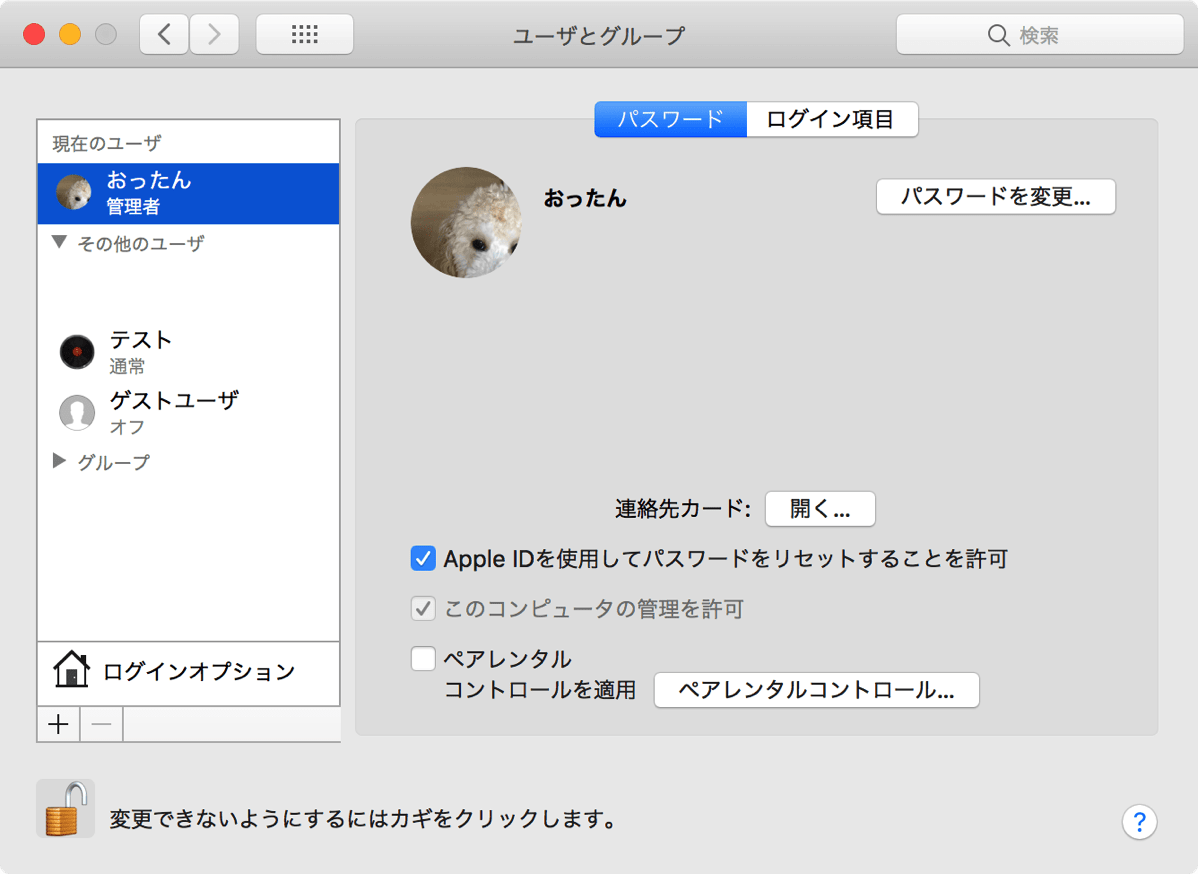 ユーザとグループ
検索
現在のユーザ
おったん
管理者
その他のユーザ
テスト
通常
ゲストユーザ
オフ
グループ
ログインオプション
パスワード
ログイン項目
おったん
パスワードを変更...
連絡先カード:
開く...
Apple IDを使用してパスワードをリセットすることを許可
このコンピュータの管理を許可
ペアレンタル
コントロールを適用
ペアレンタルコントロール...
変更できないようにするにはカギをクリックします。
?